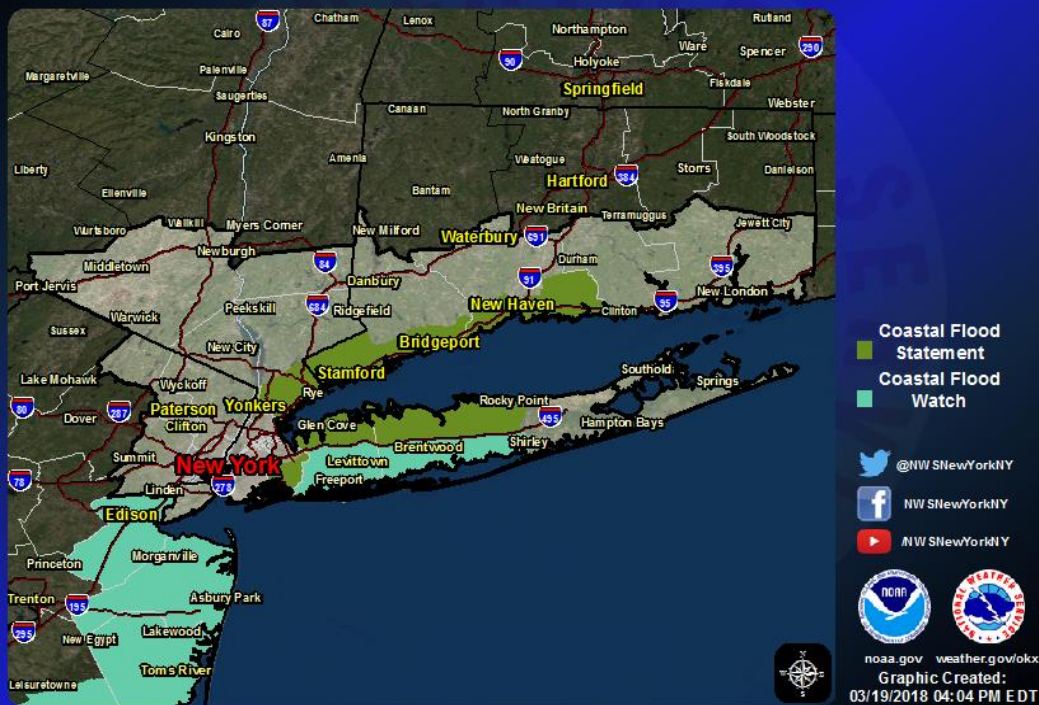 87
Chatham
Lenox
Rutland
Cairo
Northampton
Ware
Spencer
290
90
Holyoke
Margaretville
Palenville
Springfield
Fiskdale
Saugerties
Webster
Canaan
North Granby
Kingston
South Woodstock
Amenia
Weatogue
Storrs
Danielson
Liberty
384
Hartford
Ellenville
Bantam
New Britain
Terramuggus
Wurtsboro
Wallkill
Myers Corner
New Milford
Waterbury
691
Jewett City
Newburgh
84
Durham
Middletown
91
395
Port Jervis
Danbury
New London
Peekskill
684
Ridgefield
New Haven
Clinton
95
Warwick
Sussex
New City
Bridgeport
Coastal Flood
Statement
Stamford
Southold
Springs
Coastal Flood
Watch
Lake Mohawk
Wyckoff
Rye
80
287
Paterson
Yonkers
Rocky Point
Dover
Clifton
Glen Cove
495
Hampton Bays
Summit
Brentwood
Shirley
New York
Levittown
@NWSNewYorkNY
78
Linden
278
Freeport
Edison
NWSNewYorkNY
/NWSNewYorkNY
Princeton
Morganville
Trenton
195
Asbury Park
NOAA
NATIONAL WEATHER SERVICE
295
New Egypt
Lakewood
noaa.gov
weather.gov/okx
Toms River
Leisuretowne
Graphic Created:
03/19/2018 04:04 PM EDT